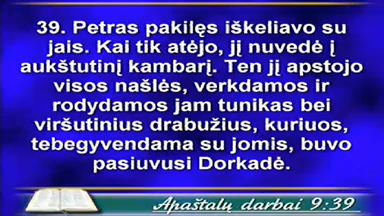 39. Petras pakilęs iškeliavo su
jais. Kai tik atėjo, jį nuvedė į
aukštutinį kambarį. Ten jį apstojo
visos našlės, verkdamos ir
rodydamos jam tunikas bei
viršutinius drabužius, kuriuos,
tebegyvendama su jomis, buvo
pasiuvusi Dorkadė.
Apaštalų darbai 9:39